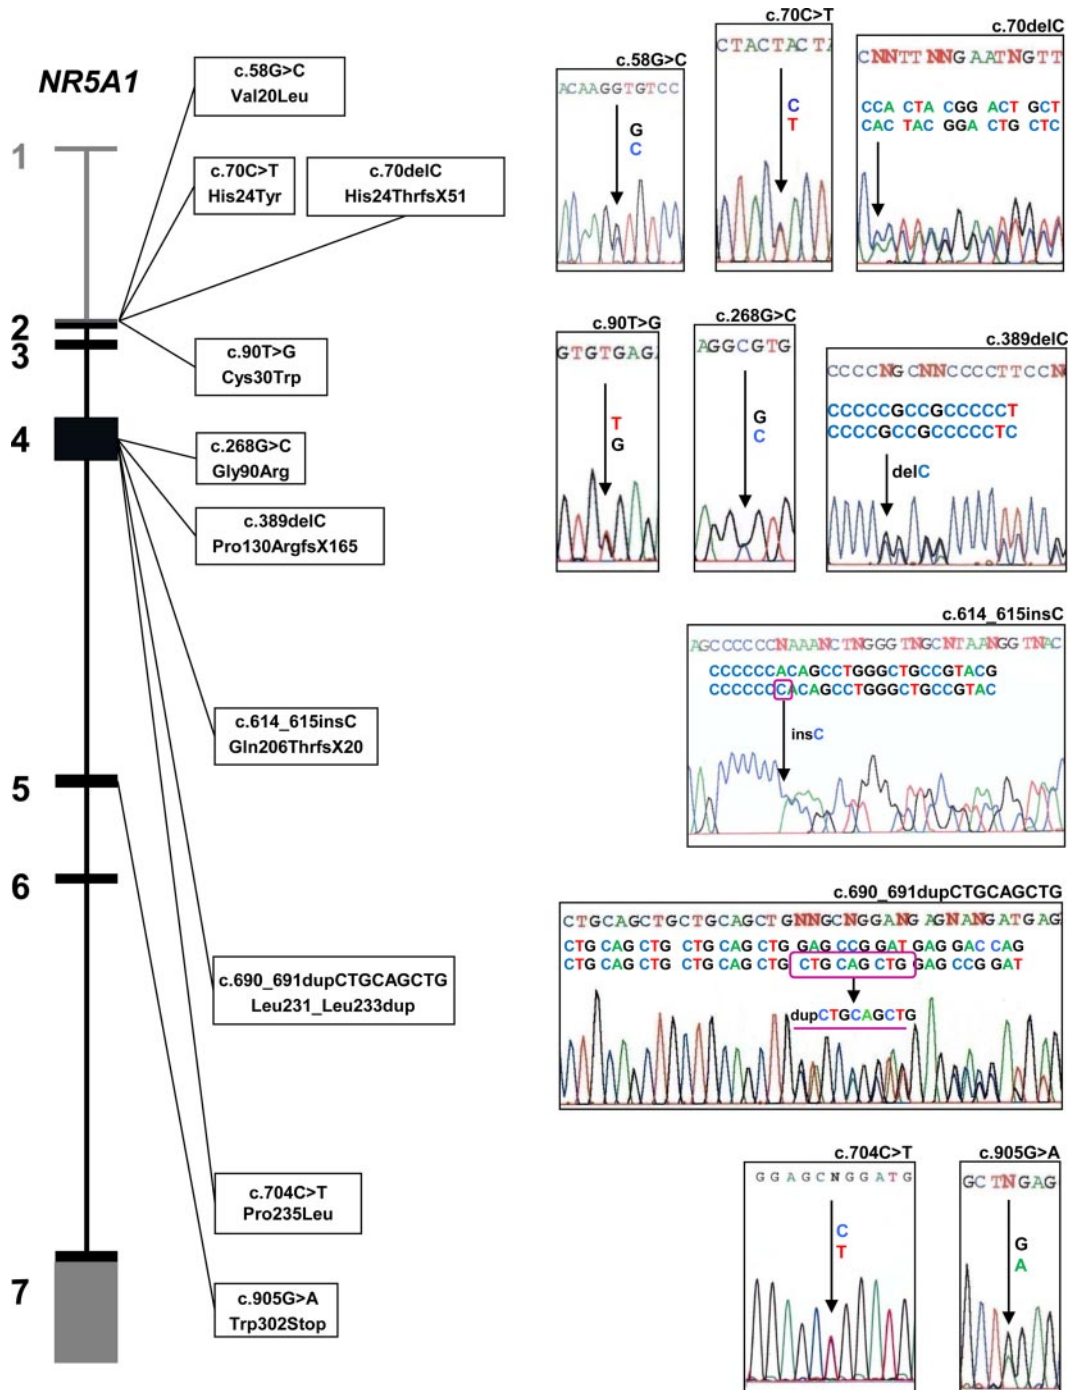 NR5A1
1
2
3
4
5
6
7
c.58G>C
Val20Leu
c.70C>T
His24Tyr
c.70delC
His24ThrfsX51
c.90T>G
Cys30Trp
c.268G>C
Gly90Arg
c.389delC
Pro130ArgfsX165
c.614_615insC
Gln206ThrfsX20
c.690_691dupCTGCAGCTG
Leu231_Leu233dup
c.704C>T
Pro235Leu
c.905G>A
Trp302Stop
c.58G>C
ACAAGGTGTCC
G
C
c.70C>T
CTACTACTA
C
T
c.70delC
CNNTTNNGAATNGTT
CCA CTA CGG ACT GCT
CAC TAC GGA CTG CTC
c.90T>G
GTGTGAGA
T
G
c.268G>C
AGGCGTG
G
C
c.389delC
CCCCNGCNNCCCCTTCCN
CCCCCGCCGCCCCCT
CCCCGCCGCCCCCTC
delC
c.614_615insC
AGCCCCCCNAAANCTNGGGTNGCNTAANGGTNAC
CCCCCCACAGCCTGGGCTGCCGTACG
CCCCCCCACAGCCTGGGCTGCCGTAC
insC
c.690_691dupCTGCAGCTG
CTGCAGCTGCTGCAGCTGNNGCNGGANGAGNANGATGAG
CTG CAG CTG CTG CAG CTG GAG CCG GAT GAG GAC CAG
CTG CAG CTG CTG CAG CTG CTG CAG CTG GAG CCG GAT
dupCTGCAGCTG
c.704C>T
GGAGCNGGATG
C
T
c.905G>A
GCTNGAG
G
A